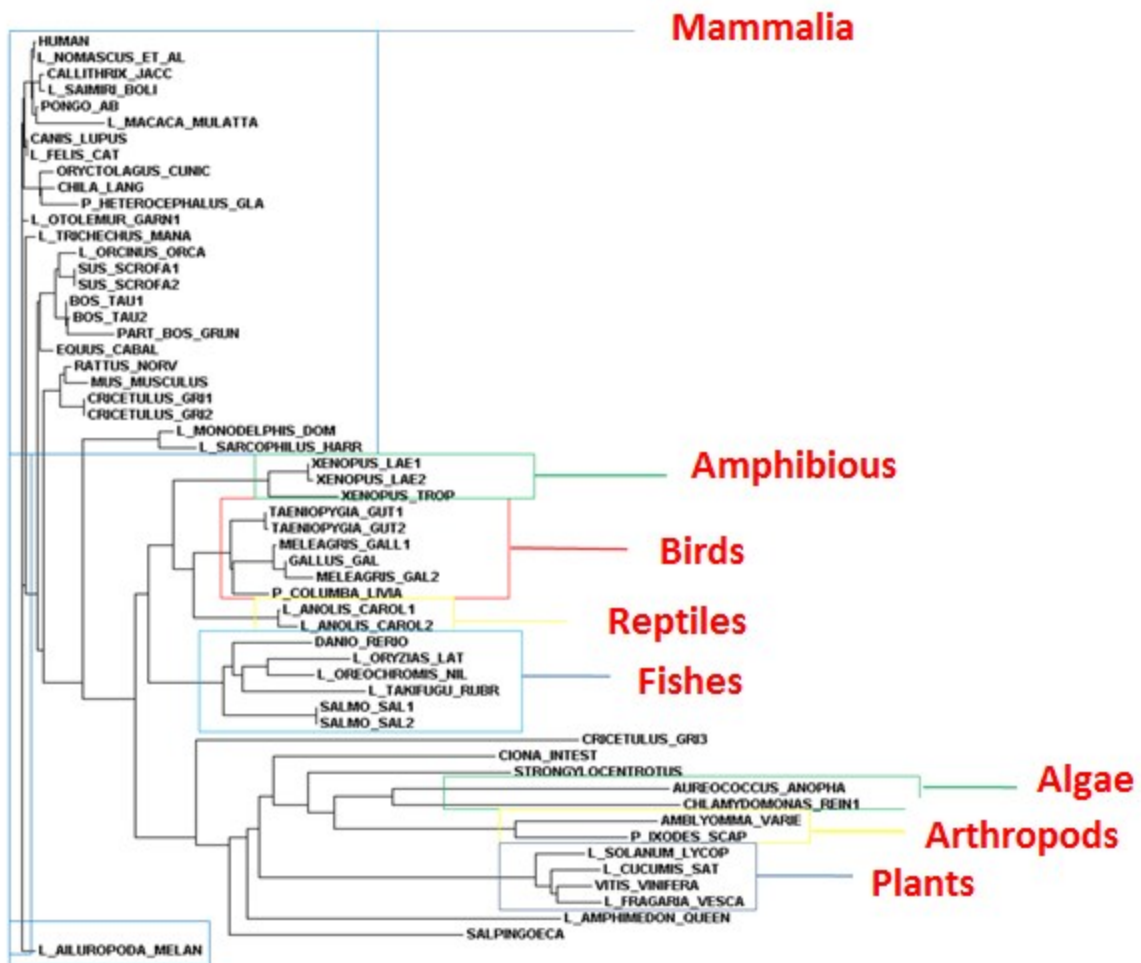 Mammalia
HUMAN
L_NOMASCUS_ET_AL
CALLITHRIX_JACC
L_SAIMIRI_BOLI
PONGO_AB
L_MACACA_MULATTA
CANIS_LUPUS
L_FELIS_CAT
ORYCTOLAGUS_CUNIC
CHILA_LANG
P_HETEROCEPHALUS_GLA
L_OTOLEMUR_GARN1
L_TRICHECHUS_MANA
L_ORCINUS_ORCA
SUS_SCROFA1
SUS_SCROFA2
BOS_TAU1
BOS_TAU2
PART_BOS_GRUN
EQUUS_CABAL
RATTUS_NORV
MUS_MUSCULUS
CRICETULUS_GRI1
CRICETULUS_GRI2
L_MONODELPHIS_DOM
L_SARCOPHILUS_HARR
XENOPUS_LAE1
Amphibious
XENOPUS_LAE2
XENOPUS_TROP
TAENIOPYGIA_GUT1
TAENIOPYGIA_GUT2
MELEAGRIS_GALL1
Birds
GALLUS_GAL
MELEAGRIS_GAL2
P_COLUMBA_LIVIA
L_ANOLIS_CAROL1
Reptiles
L_ANOLIS_CAROL2
DANIO_RERIO
L_ORYZIAS_LAT
L_OREOCHROMIS_NIL
Fishes
L_TAKIFUGU_RUBR
SALMO_SAL1
SALMO_SAL2
CRICETULUS_GRI3
CIONA_INTEST
STRONGYLOCENTROTUS
Algae
AUREOCOCCUS_ANOPHA
CHLAMYDOMONAS_REIN1
AMBLYOMMA_VARIE
Arthropods
P_IXODES_SCAP
L_SOLANUM_LYCOP
L_CUCUMIS_SAT
Plants
VITIS_VINIFERA
L_FRAGARIA_VESCA
L_AMPHIMEDON_QUEEN
SALPINGOECA
L_AILUROPODA_MELAN